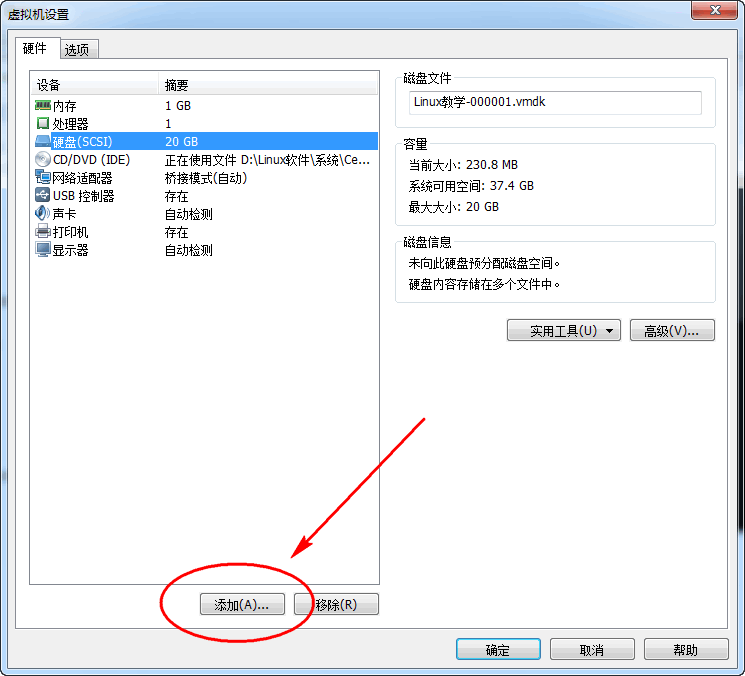 虚拟机设置
硬件 选项
设备 摘要
内存 1 GB
处理器 1
硬盘(SCSI) 20 GB
CD/DVD (IDE) 正在使用文件 D:\Linux软件\系统\Ce...
网络适配器 桥接模式(自动)
USB 控制器 存在
声卡 自动检测
打印机 存在
显示器 自动检测
添加(A)... 移除(R)
磁盘文件
Linux教学-000001.vmdk
容量
当前大小: 230.8 MB
系统可用空间: 37.4 GB
最大大小: 20 GB
磁盘信息
未向此硬盘预分配磁盘空间。
硬盘内容存储在多个文件中。
实用工具(U) 高级(V)...
确定 取消 帮助